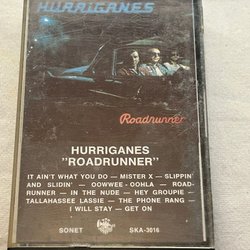 HURRIGANES
Roadrunner
HURRIGANES
"ROADRUNNER"
IT AIN'T WHAT YOU DO — MISTER X — SLIPPIN'
AND SLIDIN' — OOWWEE - OOHLA — ROAD-
RUNNER — IN THE NUDE — HEY GROUPIE —
TALLAHASSEE LASSIE — THE PHONE RANG —
I WILL STAY — GET ON
SONET SKA-3016